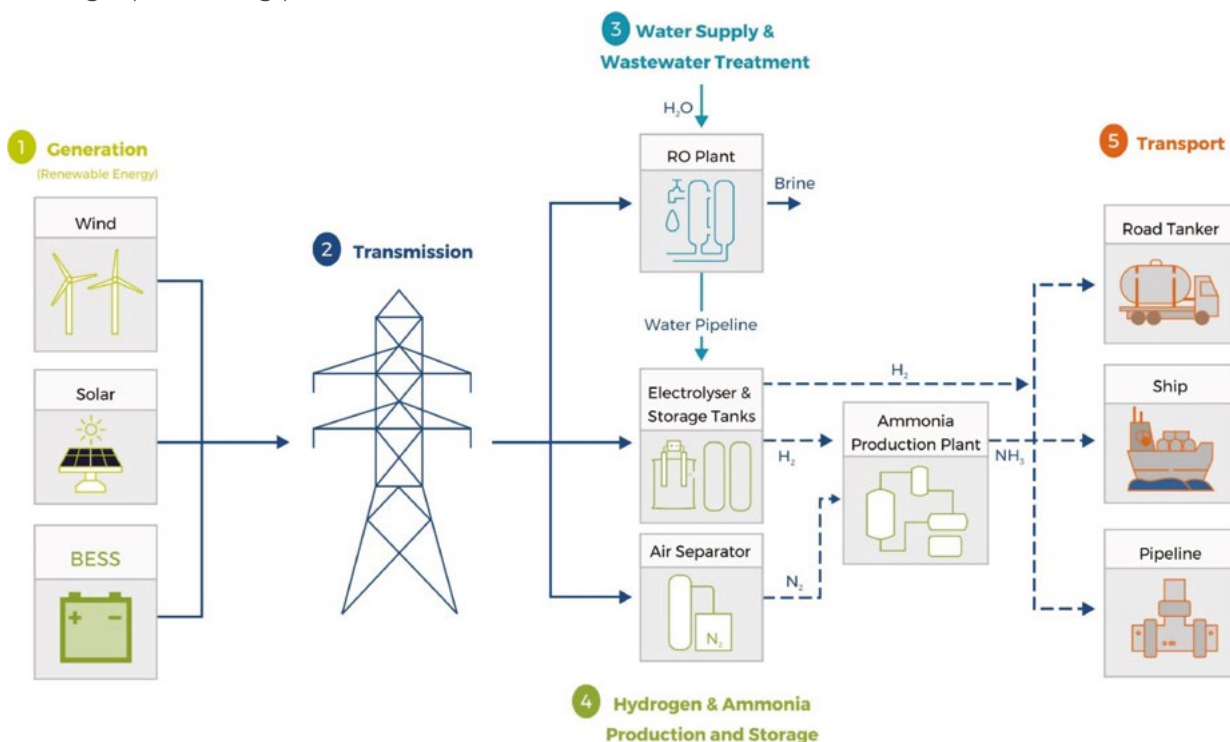 3 Water Supply &
Wastewater Treatment
H₂O
1 Generation
(Renewable Energy)
Wind
Solar
BESS
+ -
2 Transmission
RO Plant
Brine
Water Pipeline
Electrolyser &
Storage Tanks
H₂
H₂
Air Separator
N₂
N₂
Ammonia
Production Plant
NH₃
4 Hydrogen & Ammonia
Production and Storage
5 Transport
Road Tanker
Ship
Pipeline